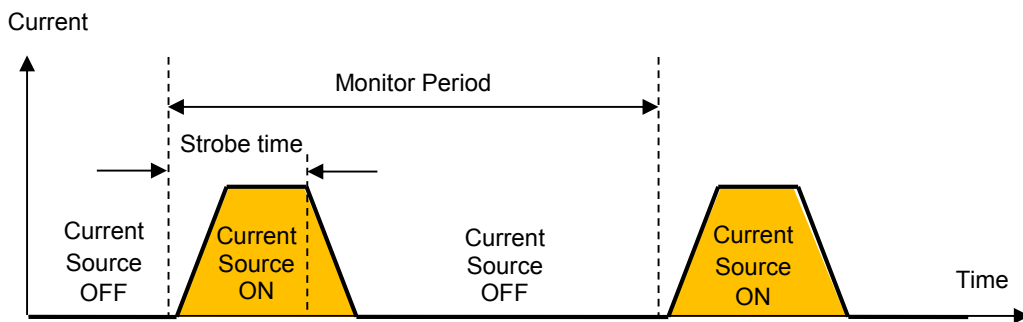 Current
Monitor Period
Strobe time
Current
Source
OFF
Current
Source
ON
Current
Source
OFF
Current
Source
ON
Time